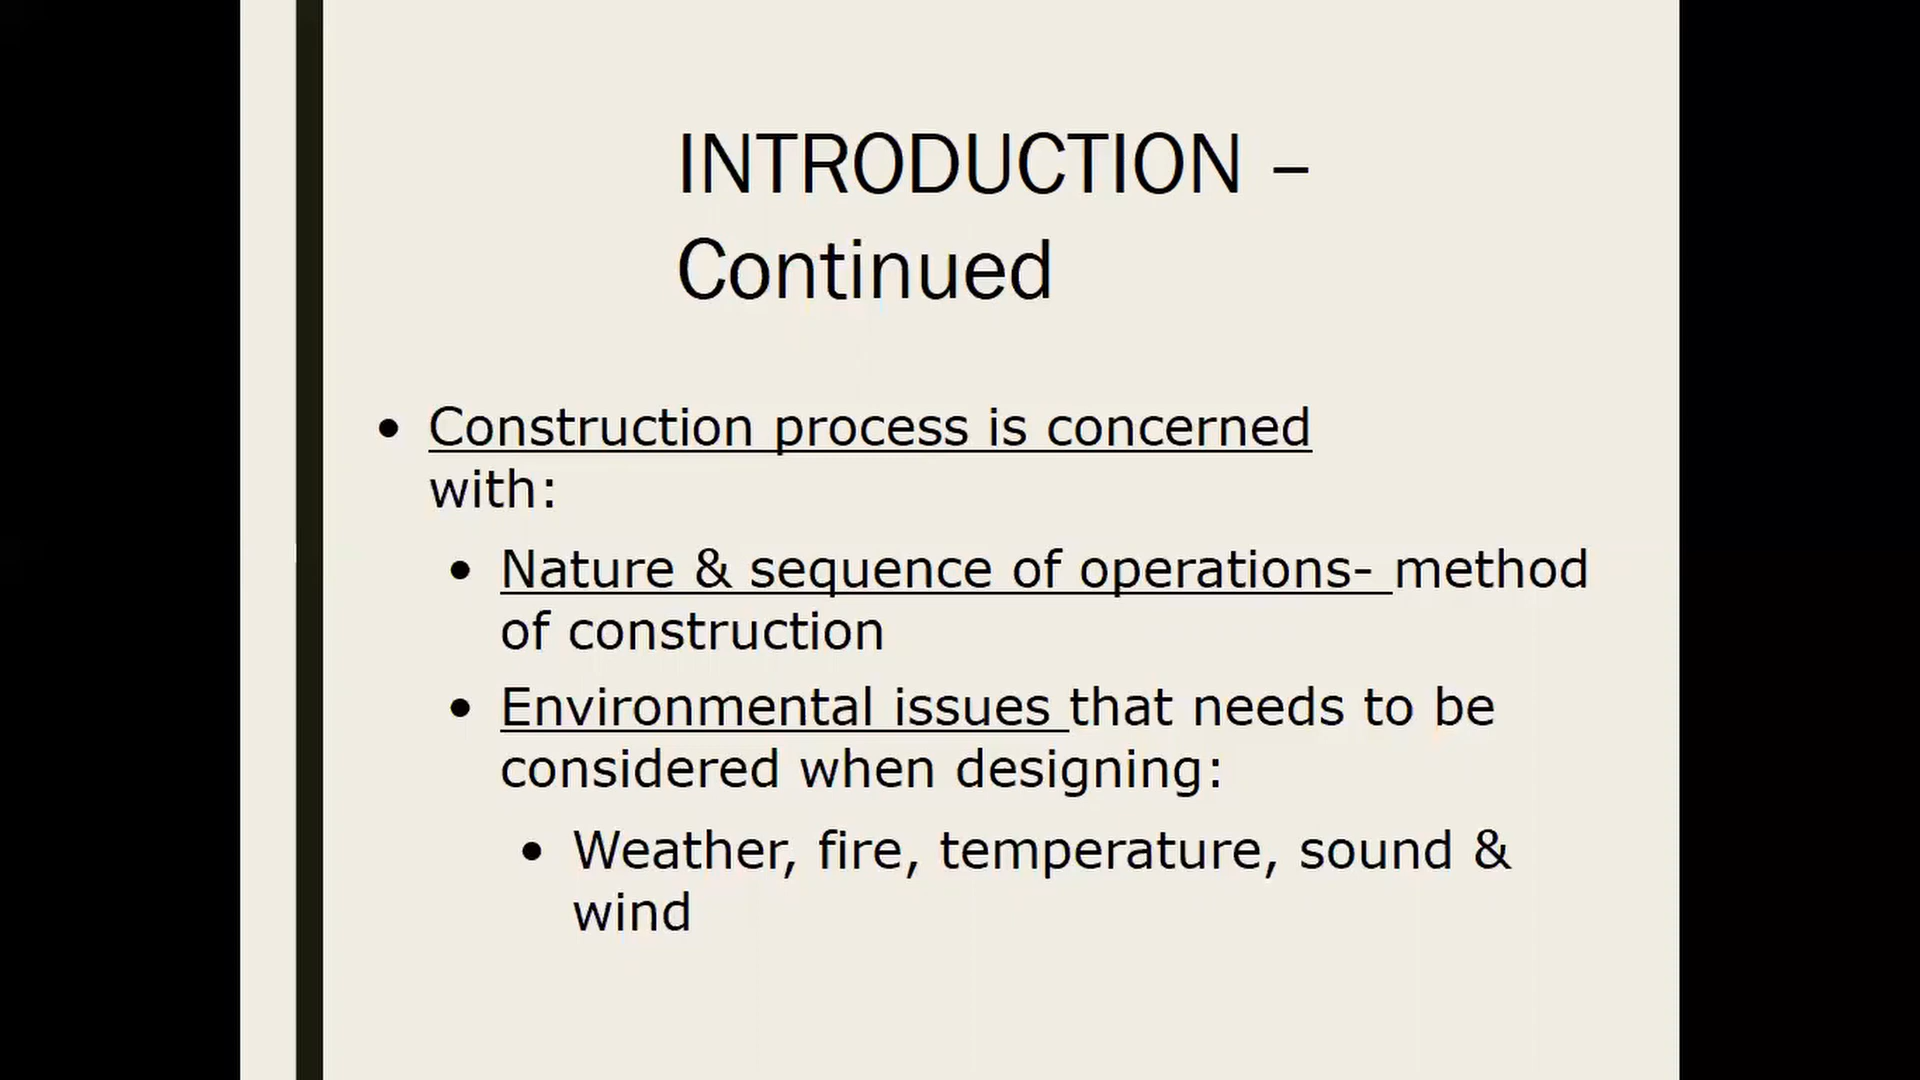 INTRODUCTION –
Continued
• Construction process is concerned
with:
• Nature & sequence of operations- method
of construction
• Environmental issues that needs to be
considered when designing:
• Weather, fire, temperature, sound &
wind